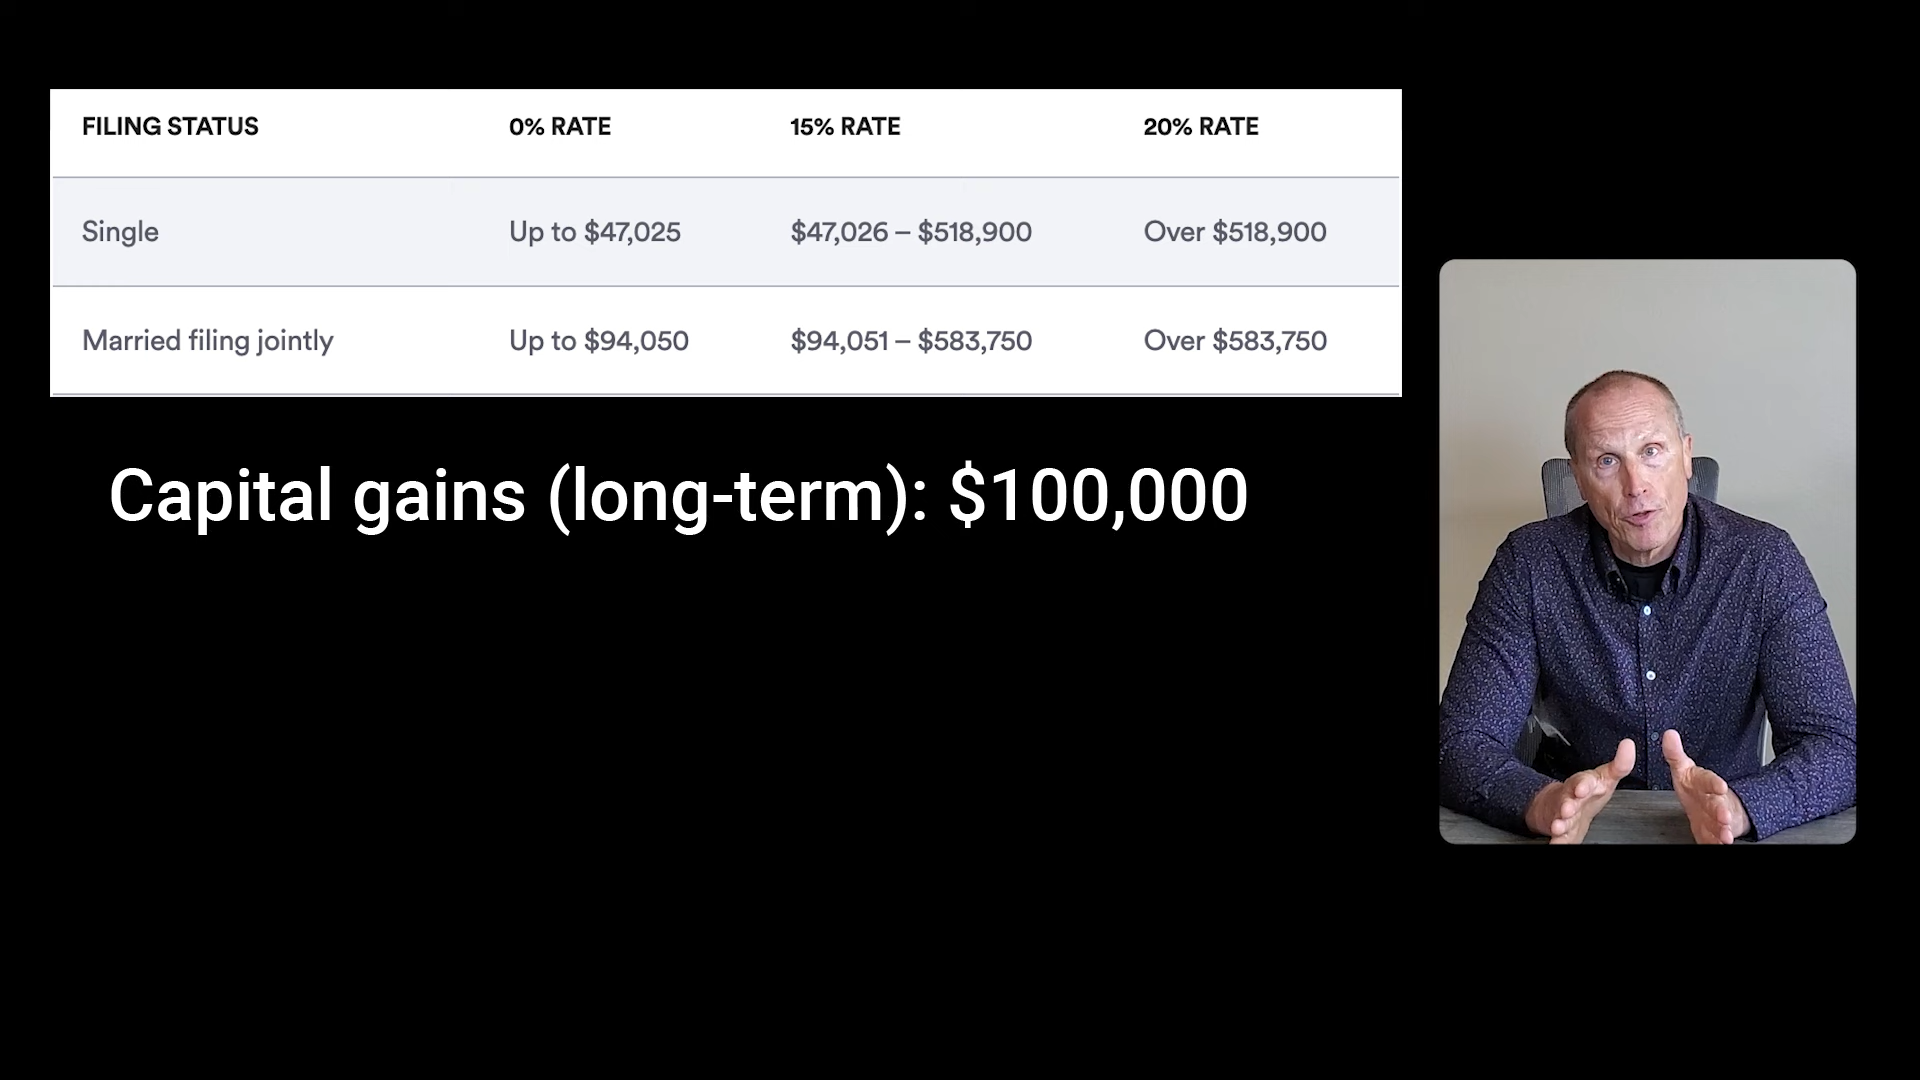 FILING STATUS 0% RATE 15% RATE 20% RATE
Single Up to $47,025 $47,026 – $518,900 Over $518,900
Married filing jointly Up to $94,050 $94,051 – $583,750 Over $583,750
Capital gains (long-term): $100,000